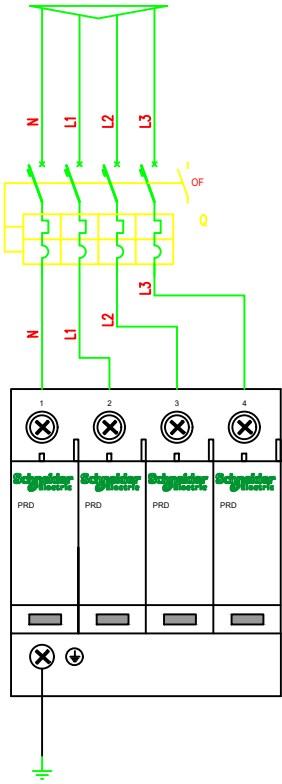 N L1 L2 L3
OF
Q
N L1 L2 L3
1 2 3 4
Schneider Schneider Schneider Schneider
Electric Electric Electric Electric
PRD PRD PRD PRD